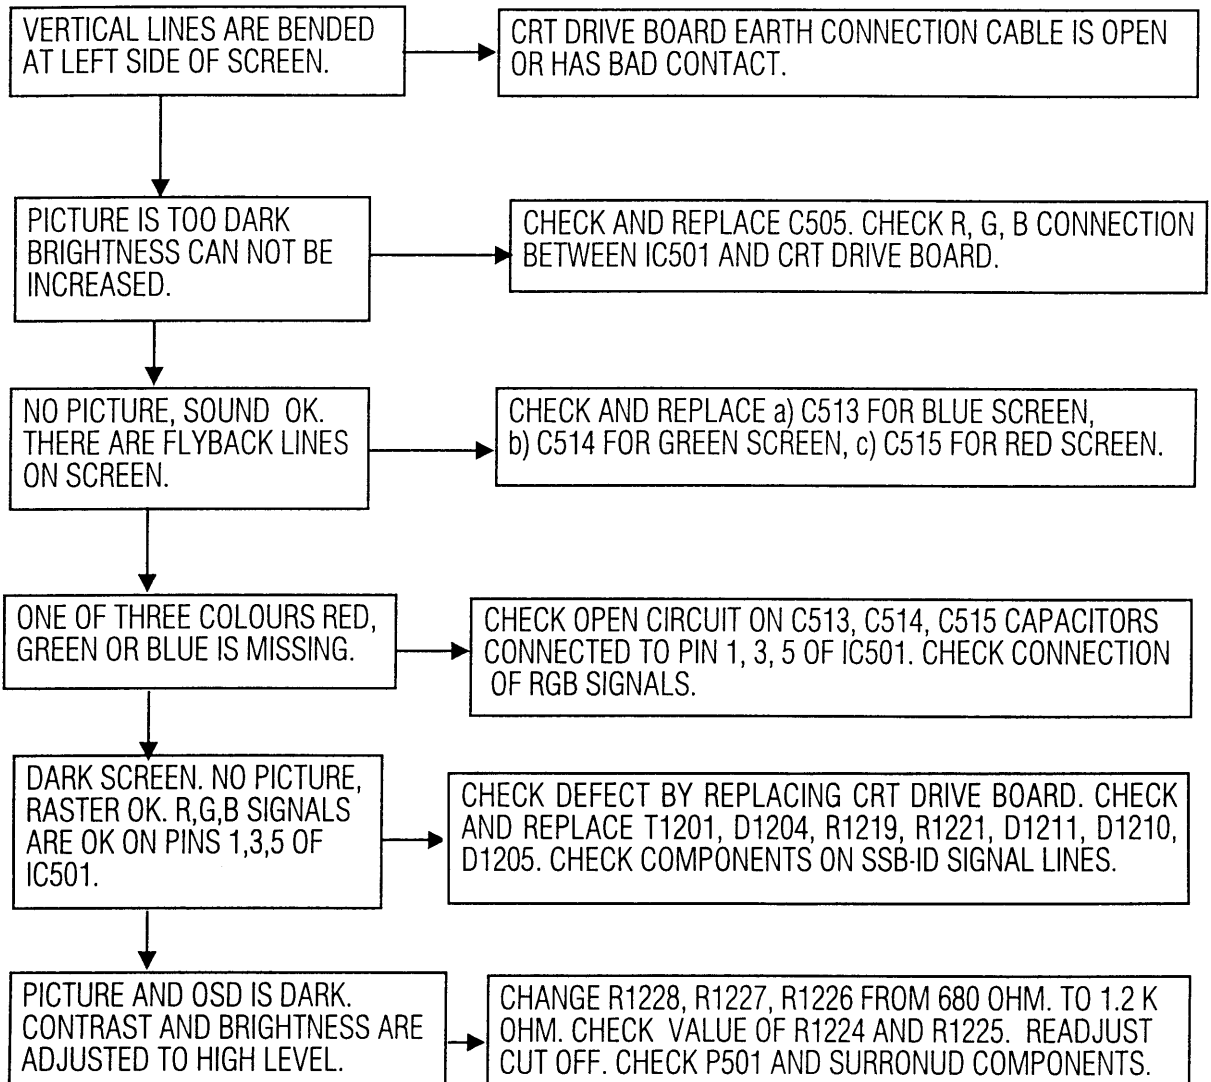 VERTICAL LINES ARE BENDED
AT LEFT SIDE OF SCREEN.
CRT DRIVE BOARD EARTH CONNECTION CABLE IS OPEN
OR HAS BAD CONTACT.
PICTURE IS TOO DARK
BRIGHTNESS CAN NOT BE
INCREASED.
CHECK AND REPLACE C505. CHECK R, G, B CONNECTION
BETWEEN IC501 AND CRT DRIVE BOARD.
NO PICTURE, SOUND OK.
THERE ARE FLYBACK LINES
ON SCREEN.
CHECK AND REPLACE a) C513 FOR BLUE SCREEN,
b) C514 FOR GREEN SCREEN, c) C515 FOR RED SCREEN.
ONE OF THREE COLOURS RED,
GREEN OR BLUE IS MISSING.
CHECK OPEN CIRCUIT ON C513, C514, C515 CAPACITORS
CONNECTED TO PIN 1, 3, 5 OF IC501. CHECK CONNECTION
OF RGB SIGNALS.
DARK SCREEN. NO PICTURE,
RASTER OK. R,G,B SIGNALS
ARE OK ON PINS 1,3,5 OF
IC501.
CHECK DEFECT BY REPLACING CRT DRIVE BOARD. CHECK
AND REPLACE T1201, D1204, R1219, R1221, D1211, D1210,
D1205. CHECK COMPONENTS ON SSB-ID SIGNAL LINES.
PICTURE AND OSD IS DARK.
CONTRAST AND BRIGHTNESS ARE
ADJUSTED TO HIGH LEVEL.
CHANGE R1228, R1227, R1226 FROM 680 OHM. TO 1.2 K
OHM. CHECK VALUE OF R1224 AND R1225. READJUST
CUT OFF. CHECK P501 AND SURRONUD COMPONENTS.